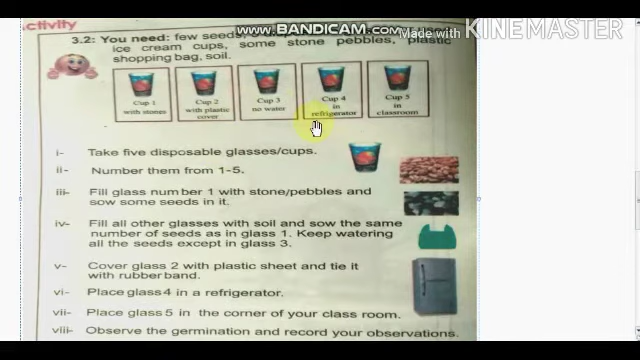 Activity
WWW.BANDICAM.COM
Made with KINEMASTER
3.2: You need: few seeds,
ice cream cups, some stone pebbles, plastic
shopping bag, soil.
Cup 1
with stones
Cup 2
with plastic
cover
Cup 3
no water
Cup 4
in
refrigerator
Cup 5
in
classroom
i- Take five disposable glasses/cups.
ii- Number them from 1-5.
iii- Fill glass number 1 with stone/pebbles and
sow some seeds in it.
iv- Fill all other glasses with soil and sow the same
number of seeds as in glass 1. Keep watering
all the seeds except in glass 3.
v- Cover glass 2 with plastic sheet and tie it
with rubber band.
vi- Place glass 4 in a refrigerator.
vii- Place glass 5 in the corner of your class room.
viii- Observe the germination and record your observations.